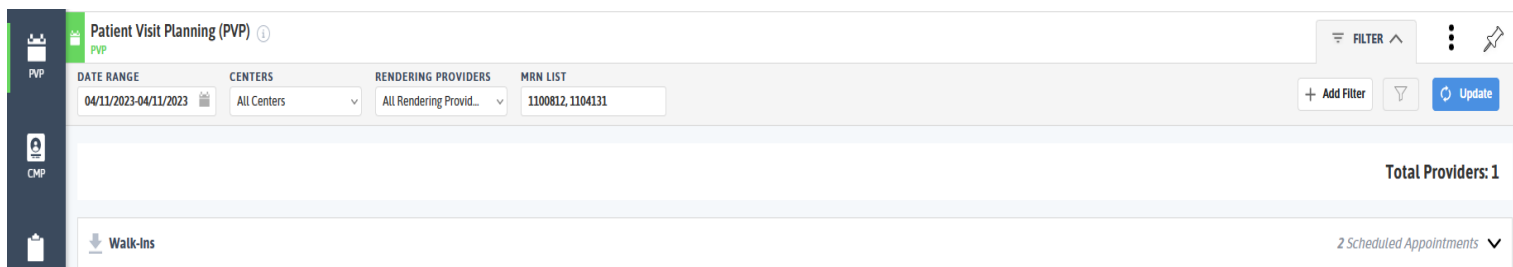 PVP
CMP
Patient Visit Planning (PVP)
PVP
FILTER
DATE RANGE
CENTERS
RENDERING PROVIDERS
MRN LIST
04/11/2023-04/11/2023
All Centers
All Rendering Provid...
1100812, 1104131
+ Add Filter
Update
Total Providers: 1
Walk-Ins
2 Scheduled Appointments